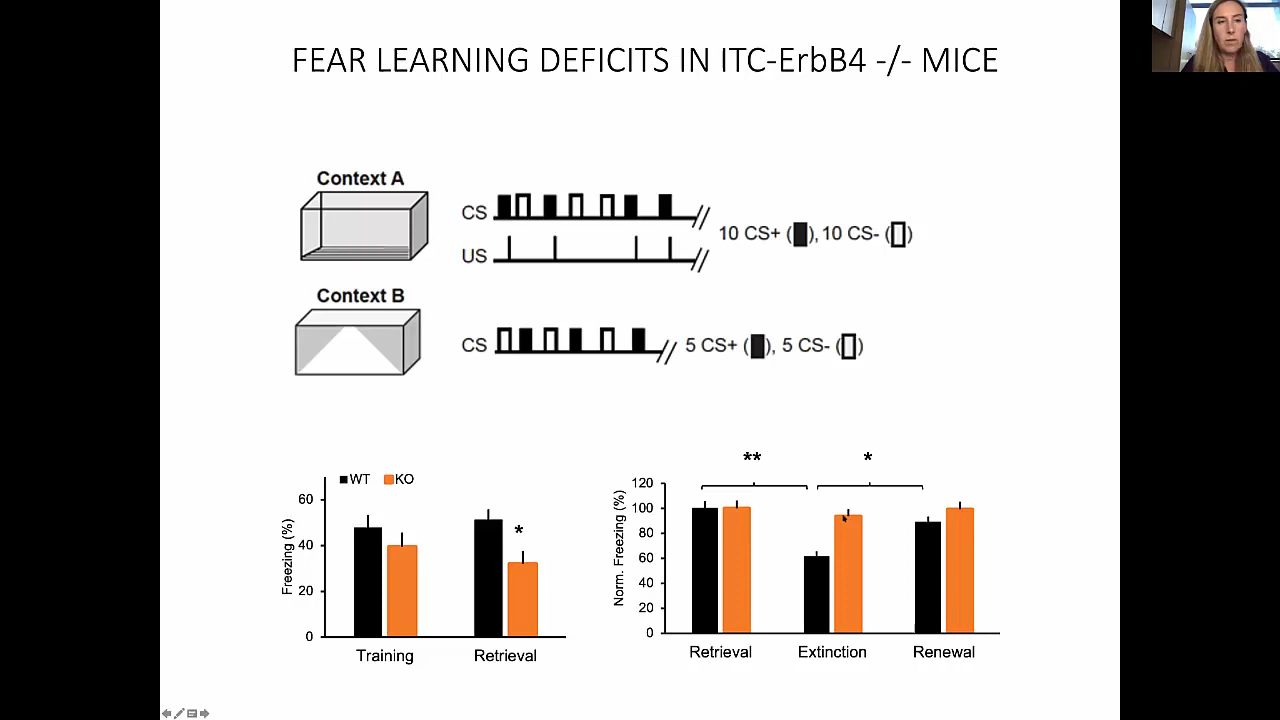 FEAR LEARNING DEFICITS IN ITC-ErbB4 -/- MICE
Context A
CS
US
10 CS+ ( ), 10 CS- ( )
Context B
CS
5 CS+ ( ), 5 CS- ( )
WT KO
Freezing (%)
60
40
20
0
*
Training Retrieval
** *
Norm. Freezing (%)
120
100
80
60
40
20
0
Retrieval Extinction Renewal